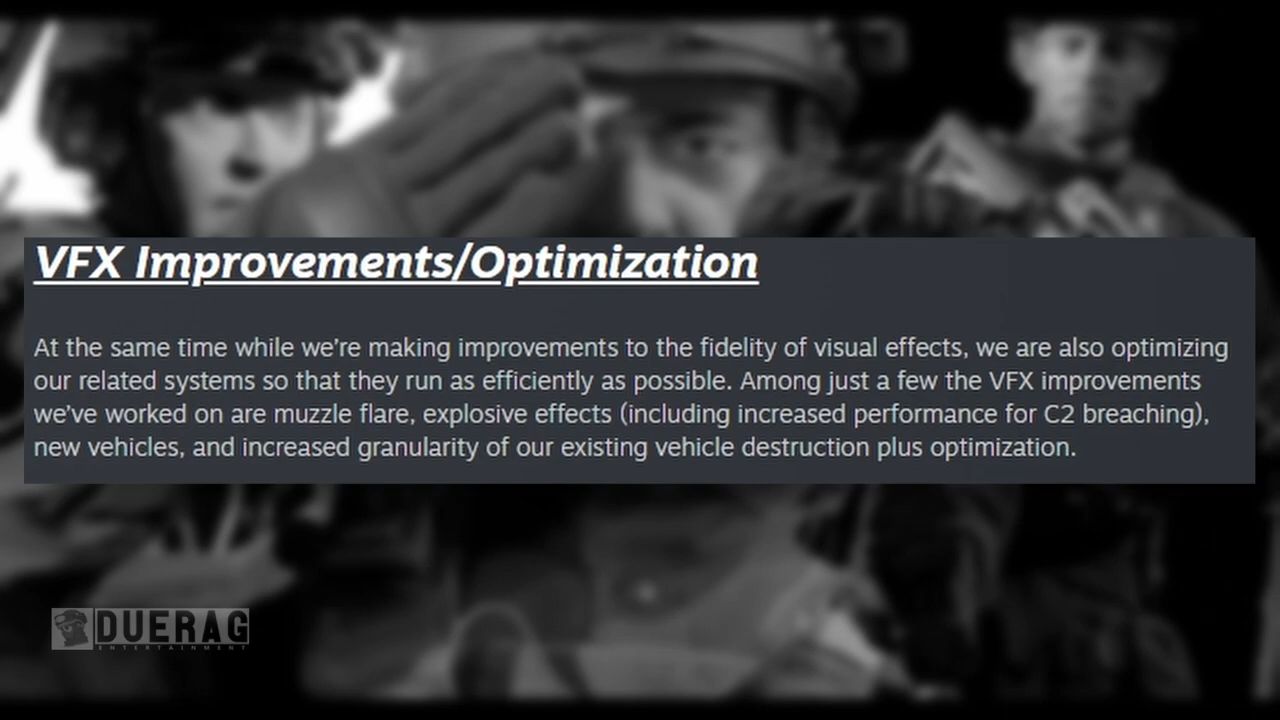 VFX Improvements/Optimization
At the same time while we're making improvements to the fidelity of visual effects, we are also optimizing
our related systems so that they run as efficiently as possible. Among just a few the VFX improvements
we've worked on are muzzle flare, explosive effects (including increased performance for C2 breaching),
new vehicles, and increased granularity of our existing vehicle destruction plus optimization.
DUERAG
ENTERTAINMENT